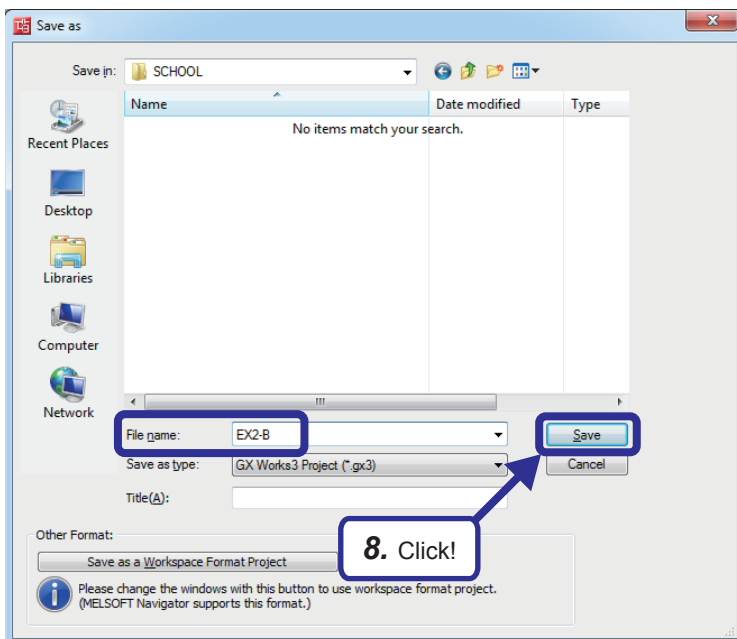 Save as
Save in: SCHOOL
Name Date modified Type
No items match your search.
Recent Places
Desktop
Libraries
Computer
Network
File name: EX2-B Save
Save as type: GX Works3 Project (*.gx3) Cancel
Title(A):
8. Click!
Other Format:
Save as a Workspace Format Project
Please change the windows with this button to use workspace format project.
(MELSOFT Navigator supports this format.)